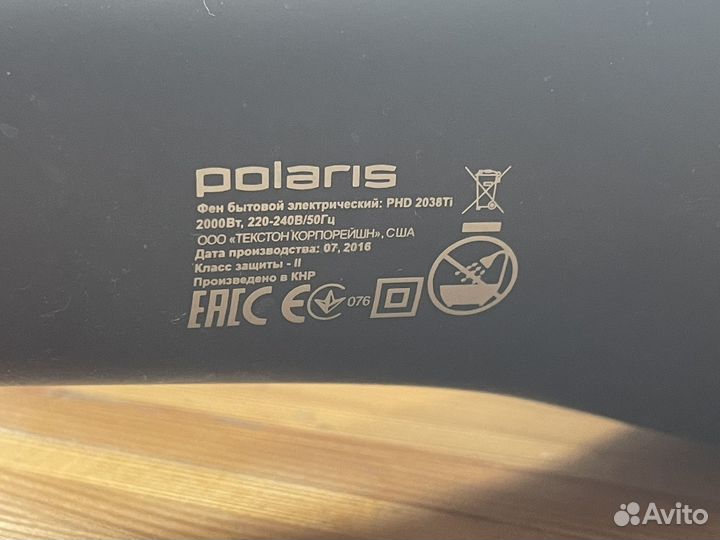 polaris
Фен бытовой электрический: PHD 2038Ti
2000Вт, 220-240В/50Гц
ООО «ТЕКСТОН КОРПОРЕЙШН», США
Дата производства: 07, 2016
Класс защиты - II
Произведено в КНР
EAC CE 076
Avito